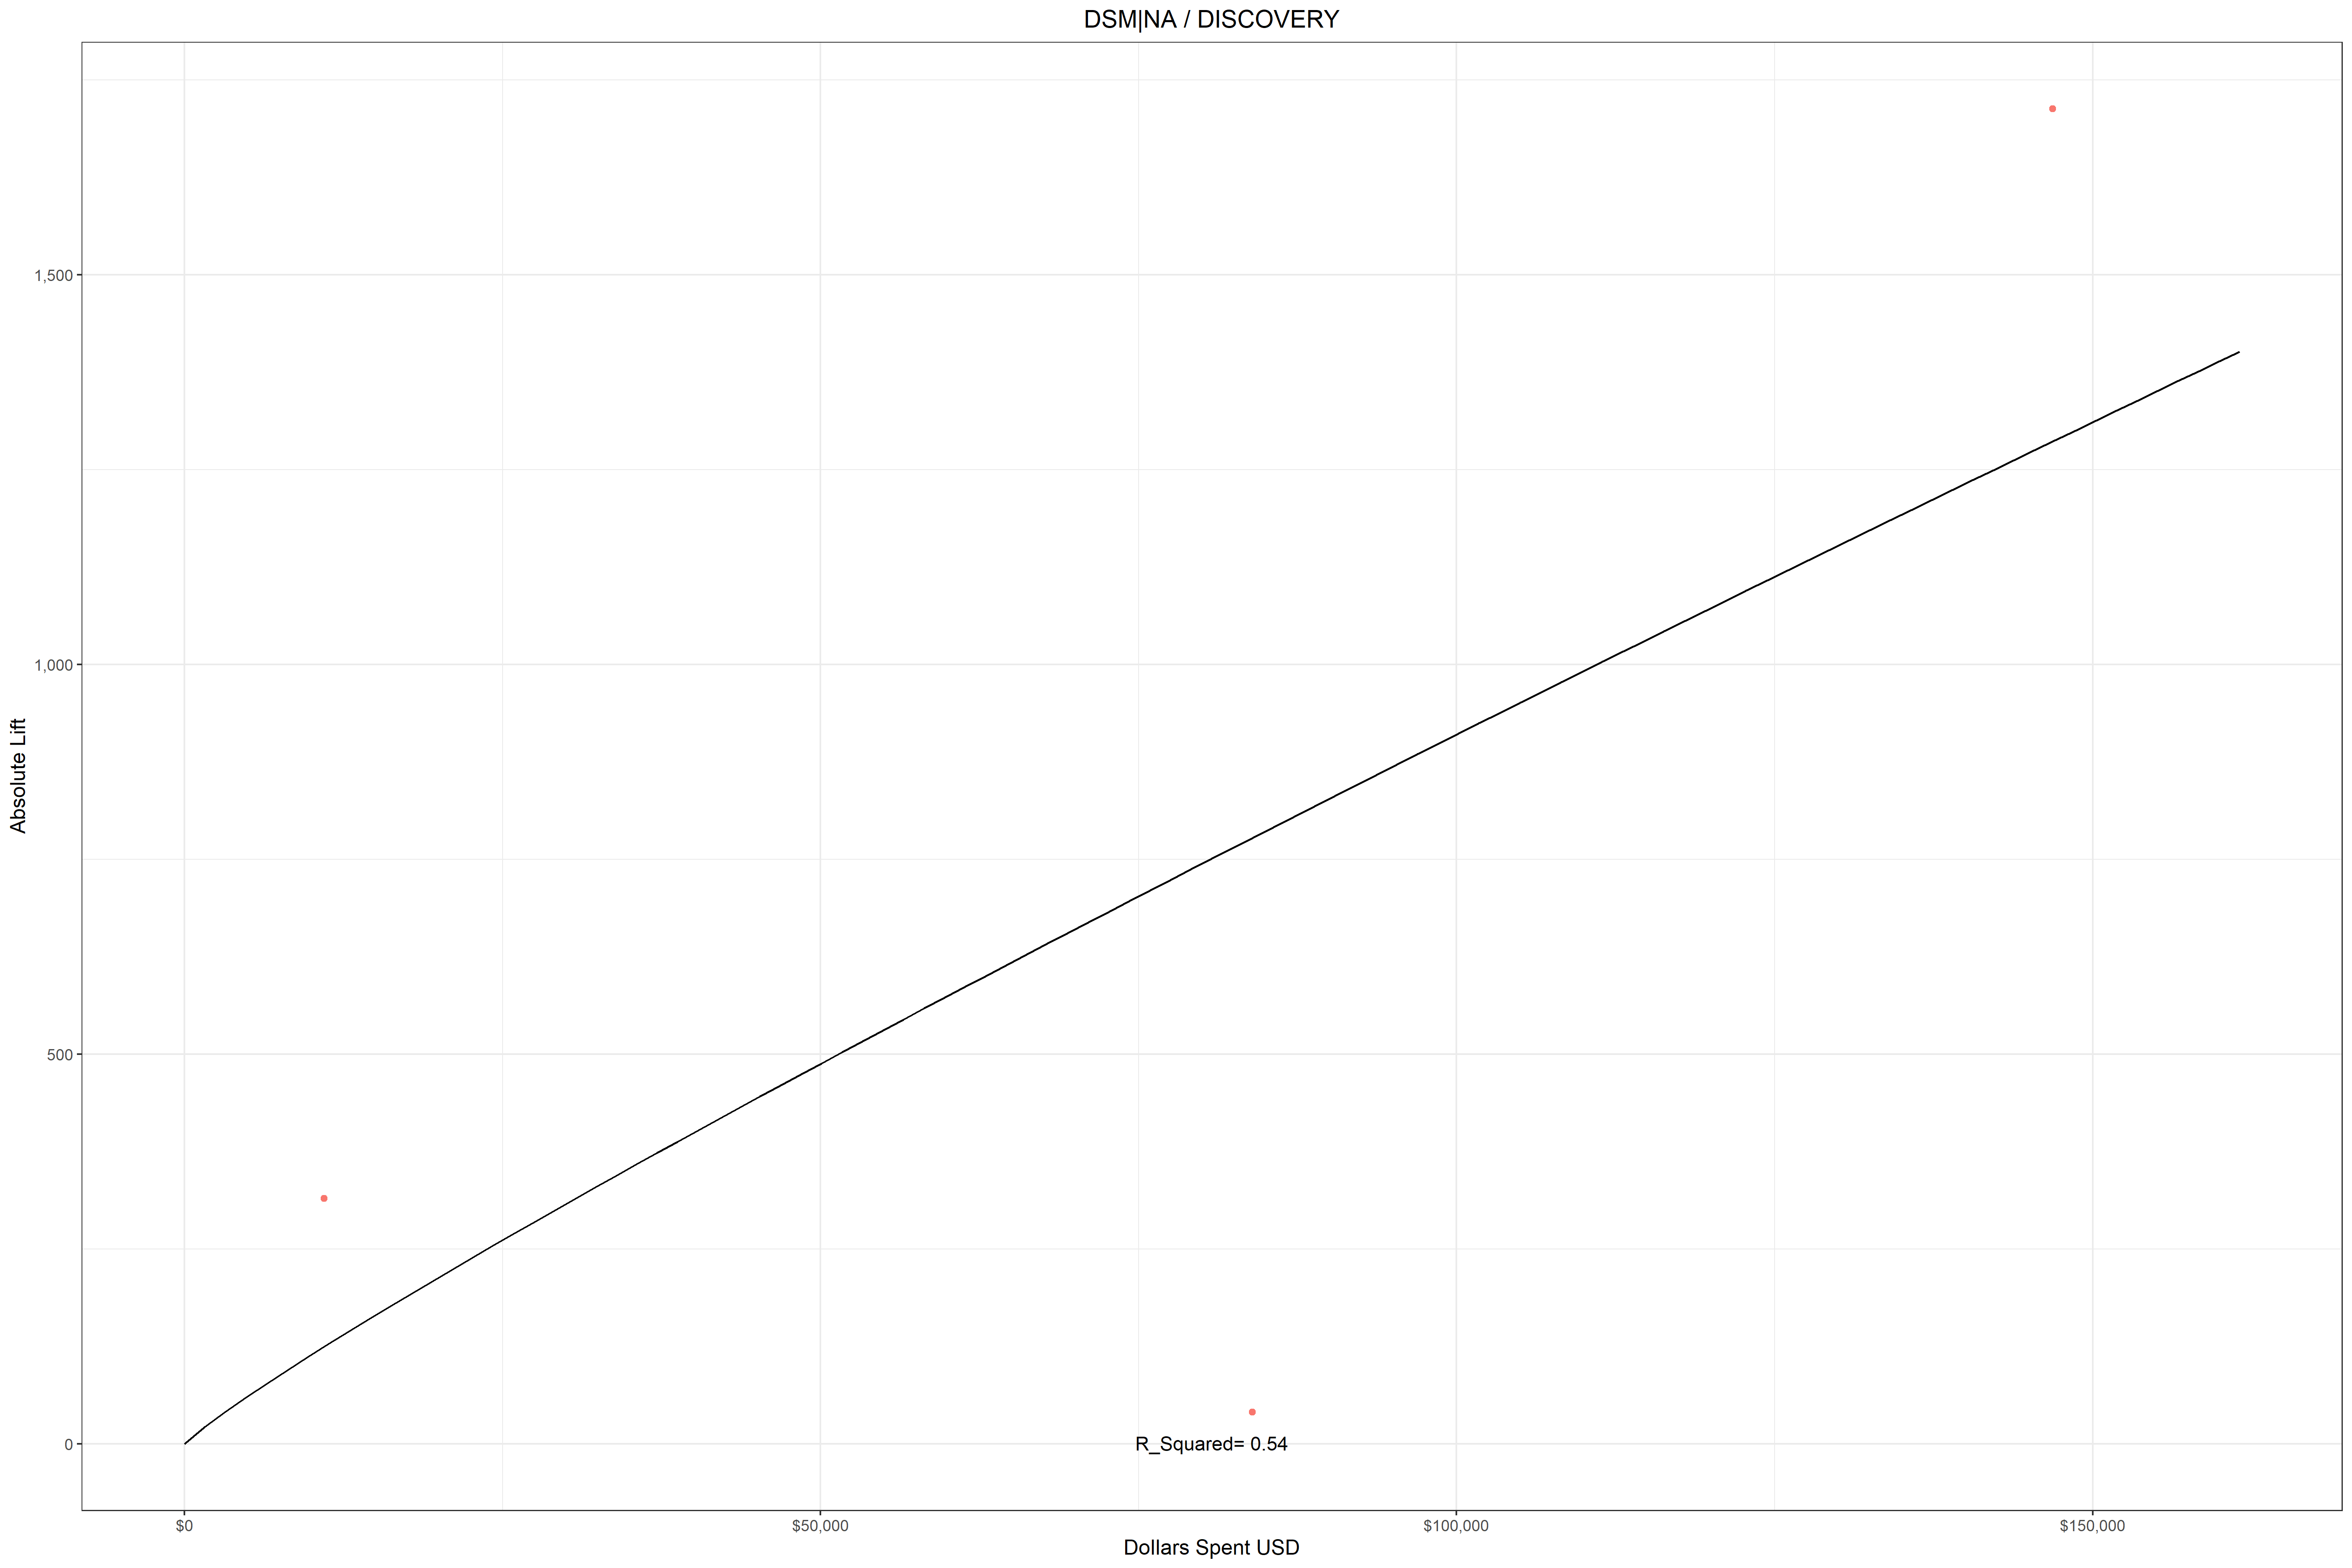 DSM|NA / DISCOVERY
Absolute Lift
1,500
1,000
500
0
R_Squared= 0.54
$0
$50,000
$100,000
$150,000
Dollars Spent USD